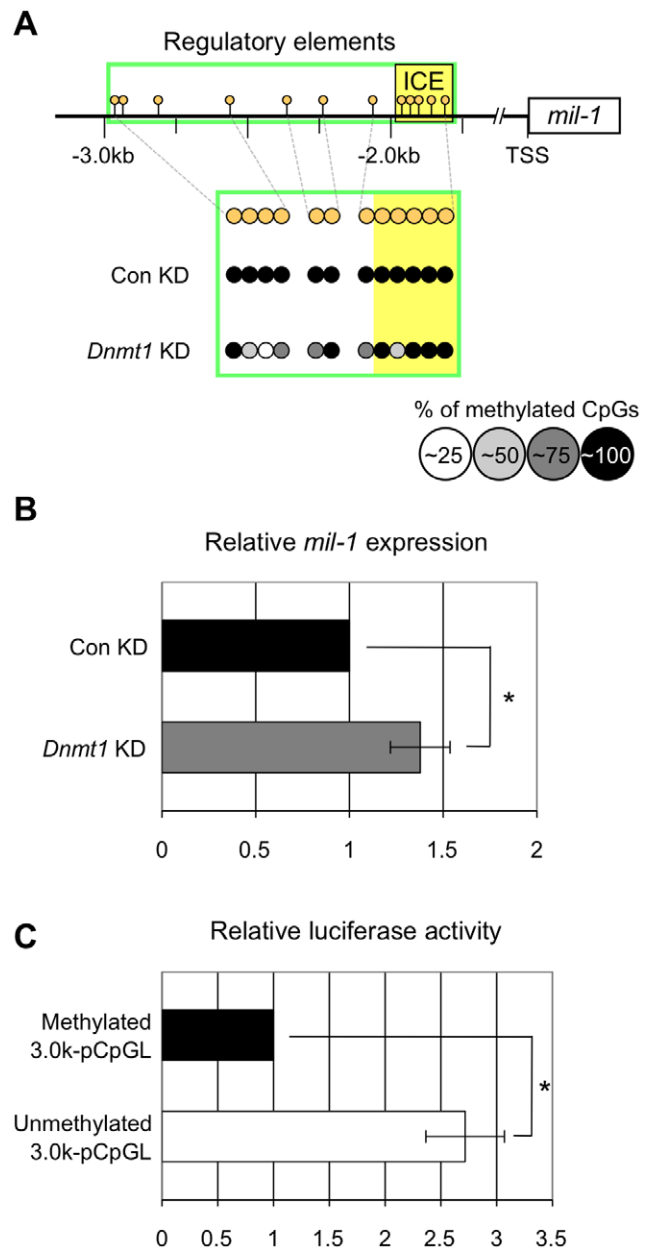 A
Regulatory elements
ICE
//
mil-1
-3.0kb
-2.0kb
TSS
Con KD
Dnmt1 KD
% of methylated CpGs
~25
~50
~75
~100
B
Relative mil-1 expression
Con KD
Dnmt1 KD
*
0 0.5 1 1.5 2
C
Relative luciferase activity
Methylated
3.0k-pCpGL
Unmethylated
3.0k-pCpGL
*
0 0.5 1 1.5 2 2.5 3 3.5